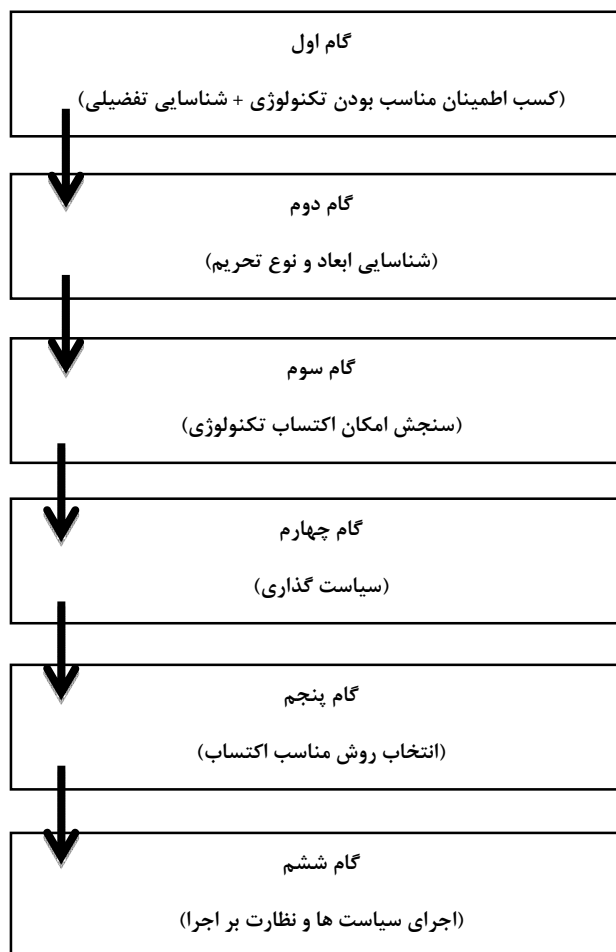 گام اول
(کسب اطمینان مناسب بودن تکنولوژی + شناسایی تفضیلی)
گام دوم
(شناسایی ابعاد و نوع تحریم)
گام سوم
(سنجش امکان اکتساب تکنولوژی)
گام چهارم
(سیاست گذاری)
گام پنجم
(انتخاب روش مناسب اکتساب)
گام ششم
(اجرای سیاست ها و نظارت بر اجرا)